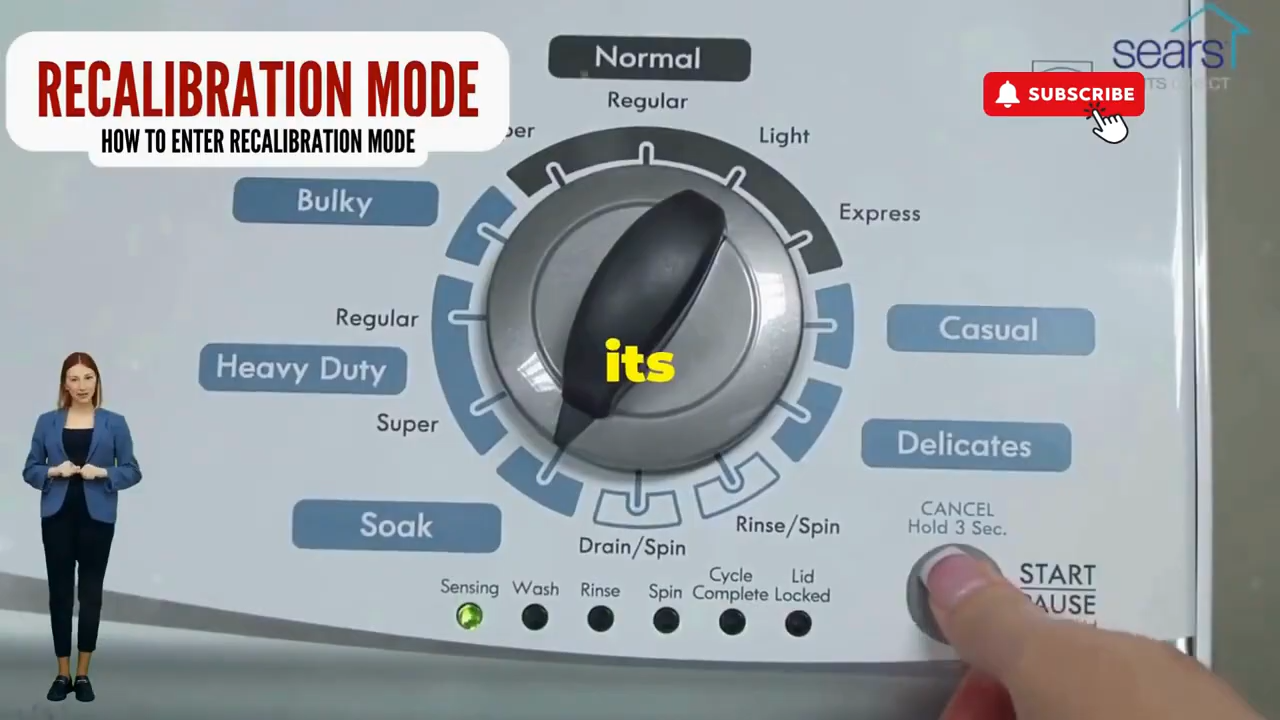 RECALIBRATION MODE
HOW TO ENTER RECALIBRATION MODE
sears
SUBSCRIBE
Normal
Regular
Light
Express
Bulky
Regular
Heavy Duty
Super
Soak
Casual
Delicates
Rinse/Spin
Drain/Spin
CANCEL
Hold 3 Sec.
START
Sensing
Wash
Rinse
Spin
Cycle
Complete
Lid
Locked
its